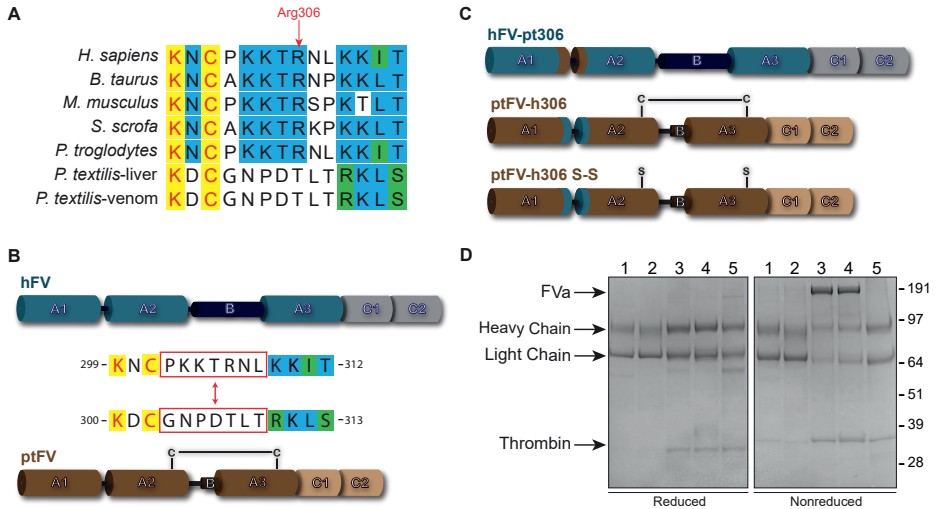 A
Arg306
H. sapiens K N C P K K T R N L K K I T
B. taurus K N C A K K T R N P K K L T
M. musculus K N C P K K T R S P K T L T
S. scrofa K N C A K K T R K P K K L T
P. troglodytes K N C P K K T R N L K K I T
P. textilis-liver K D C G N P D T L T R K L S
P. textilis-venom K D C G N P D T L T R K L S
B
hFV
A1 A2 B A3 C1 C2
299 - K N C P K K T R N L K K I T -312
300 - K D C G N P D T L T R K L S -313
C C
ptFV
A1 A2 B A3 C1 C2
C
hFV-pt306
A1 A2 B A3 C1 C2
ptFV-h306
C C
A1 A2 B A3 C1 C2
ptFV-h306 S-S
S S
A1 A2 B A3 C1 C2
D
1 2 3 4 5 1 2 3 4 5
FVa
Heavy Chain
Light Chain
Thrombin
191
97
64
51
39
28
Reduced Nonreduced